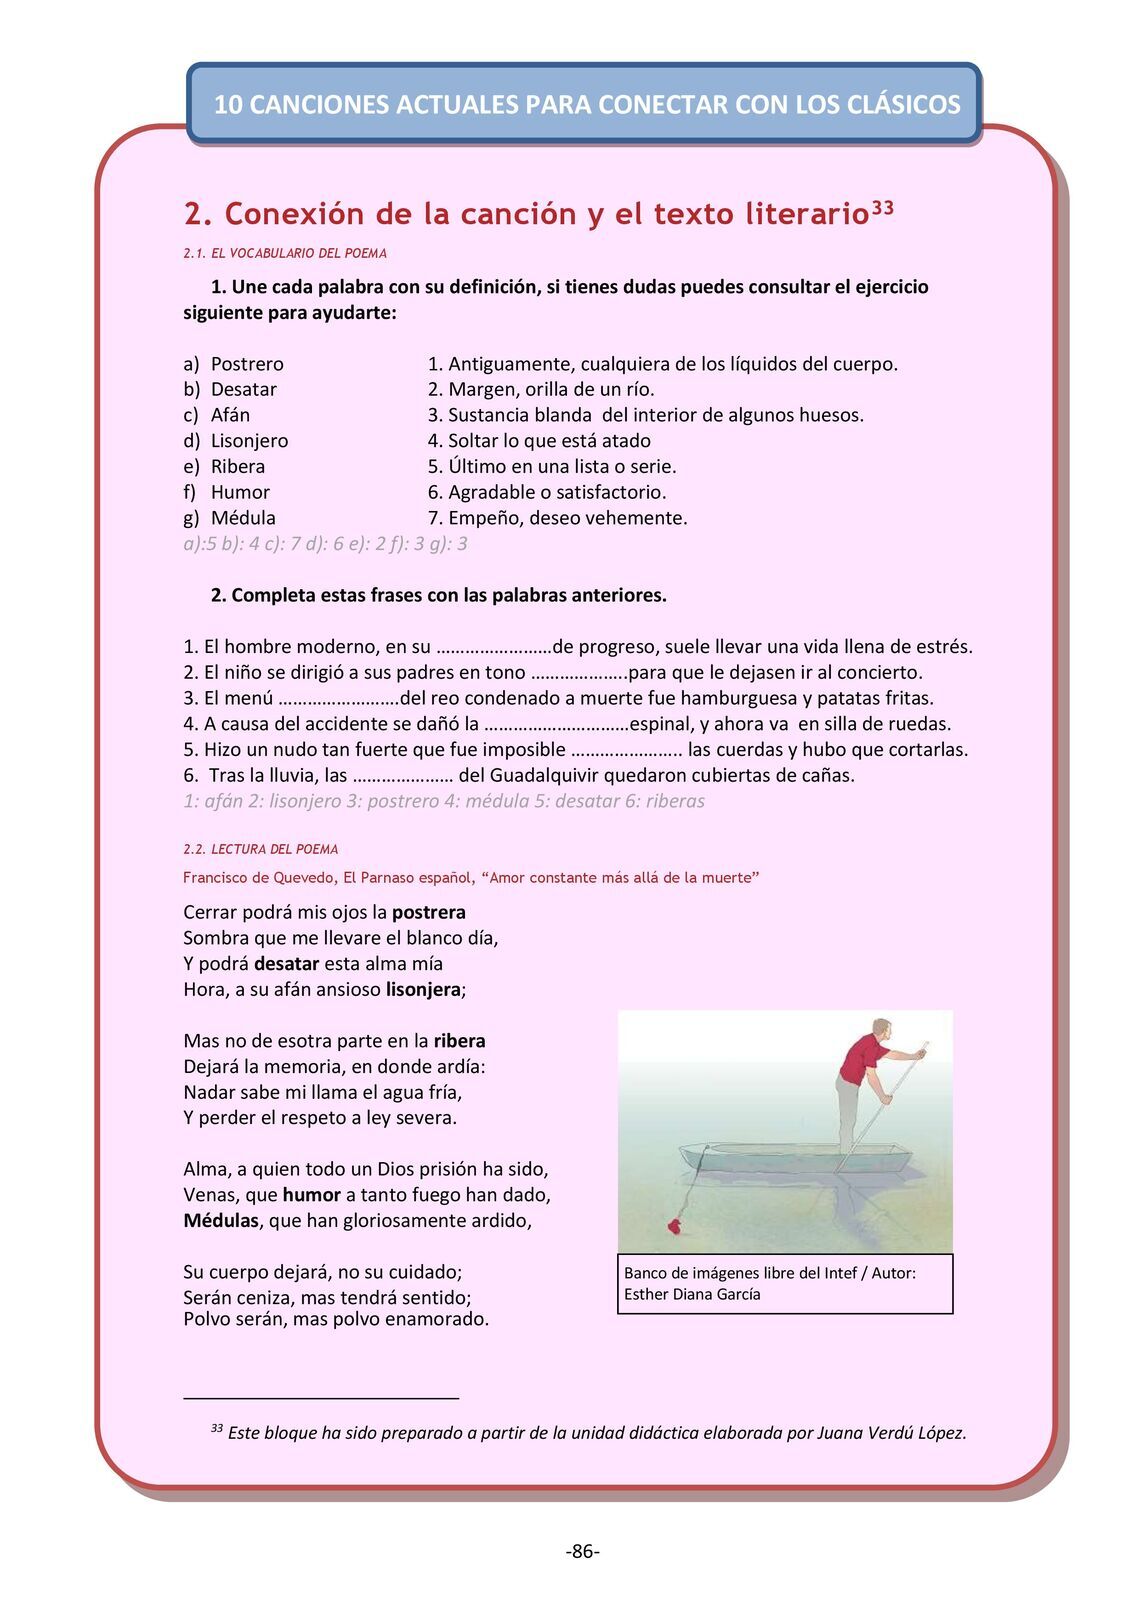 10 CANCIONES ACTUALES PARA CONECTAR CON LOS CLÁSICOS
2. Conexión de la canción y el texto literario33
2.1. EL VOCABULARIO DEL POEMA
1. Une cada palabra con su definición, si tienes dudas puedes consultar el ejercicio
siguiente para ayudarte:
a) Postrero 1. Antiguamente, cualquiera de los líquidos del cuerpo.
b) Desatar 2. Margen, orilla de un río.
c) Afán 3. Sustancia blanda del interior de algunos huesos.
d) Lisonjero 4. Soltar lo que está atado
e) Ribera 5. Último en una lista o serie.
f) Humor 6. Agradable o satisfactorio.
g) Médula 7. Empeño, deseo vehemente.
a):5 b): 4 c): 7 d): 6 e): 2 f): 3 g): 3
2. Completa estas frases con las palabras anteriores.
1. El hombre moderno, en su ……………………de progreso, suele llevar una vida llena de estrés.
2. El niño se dirigió a sus padres en tono ………………..para que le dejasen ir al concierto.
3. El menú …………………….del reo condenado a muerte fue hamburguesa y patatas fritas.
4. A causa del accidente se dañó la …………………………espinal, y ahora va en silla de ruedas.
5. Hizo un nudo tan fuerte que fue imposible ………………….. las cuerdas y hubo que cortarlas.
6. Tras la lluvia, las ………………… del Guadalquivir quedaron cubiertas de cañas.
1: afán 2: lisonjero 3: postrero 4: médula 5: desatar 6: riberas
2.2. LECTURA DEL POEMA
Francisco de Quevedo, El Parnaso español, “Amor constante más allá de la muerte”
Cerrar podrá mis ojos la postrera
Sombra que me llevare el blanco día,
Y podrá desatar esta alma mía
Hora, a su afán ansioso lisonjera;
Mas no de esotra parte en la ribera
Dejará la memoria, en donde ardía:
Nadar sabe mi llama el agua fría,
Y perder el respeto a ley severa.
Alma, a quien todo un Dios prisión ha sido,
Venas, que humor a tanto fuego han dado,
Médulas, que han gloriosamente ardido,
Su cuerpo dejará, no su cuidado;
Serán ceniza, mas tendrá sentido;
Polvo serán, mas polvo enamorado.
Banco de imágenes libre del Intef / Autor:
Esther Diana García
33 Este bloque ha sido preparado a partir de la unidad didáctica elaborada por Juana Verdú López.
-86-